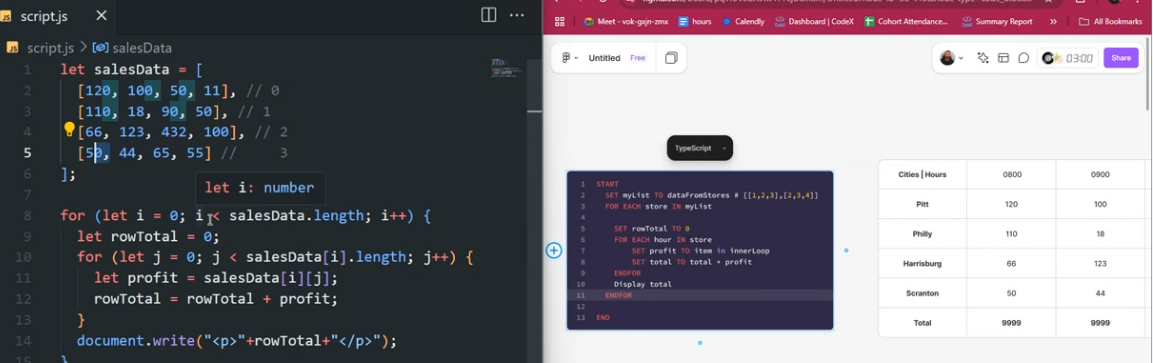 script.js
script.js > salesData
1 let salesData = [
2 [120, 100, 50, 11], // 0
3 [110, 18, 90, 50], // 1
4 [66, 123, 432, 100], // 2
5 [50, 44, 65, 55] // 3
6 ];
7
let i: number
8 for (let i = 0; i < salesData.length; i++) {
9 let rowTotal = 0;
10 for (let j = 0; j < salesData[i].length; j++) {
11 let profit = salesData[i][j];
12 rowTotal = rowTotal + profit;
13 }
14 document.write("<p>"+rowTotal+"</p>");
15 }
Meet - vok-gxjn-zmx
hours
Calendly
Dashboard | CodeX
Cohort Attendance...
Summary Report
All Bookmarks
Untitled Free
03:00
Share
TypeScript
1 START
2 SET myList TO dataFromStores # [[1,2,3],[2,3,4]]
3 FOR EACH store IN myList
4
5 SET rowTotal TO 0
6 FOR EACH hour IN store
7 SET profit TO item in innerLoop
8 SET total TO total + profit
9 ENDFOR
10 Display total
11 ENDFOR
12
13 END
Cities | Hours 0800 0900
Pitt 120 100
Philly 110 18
Harrisburg 66 123
Scranton 50 44
Total 9999 9999